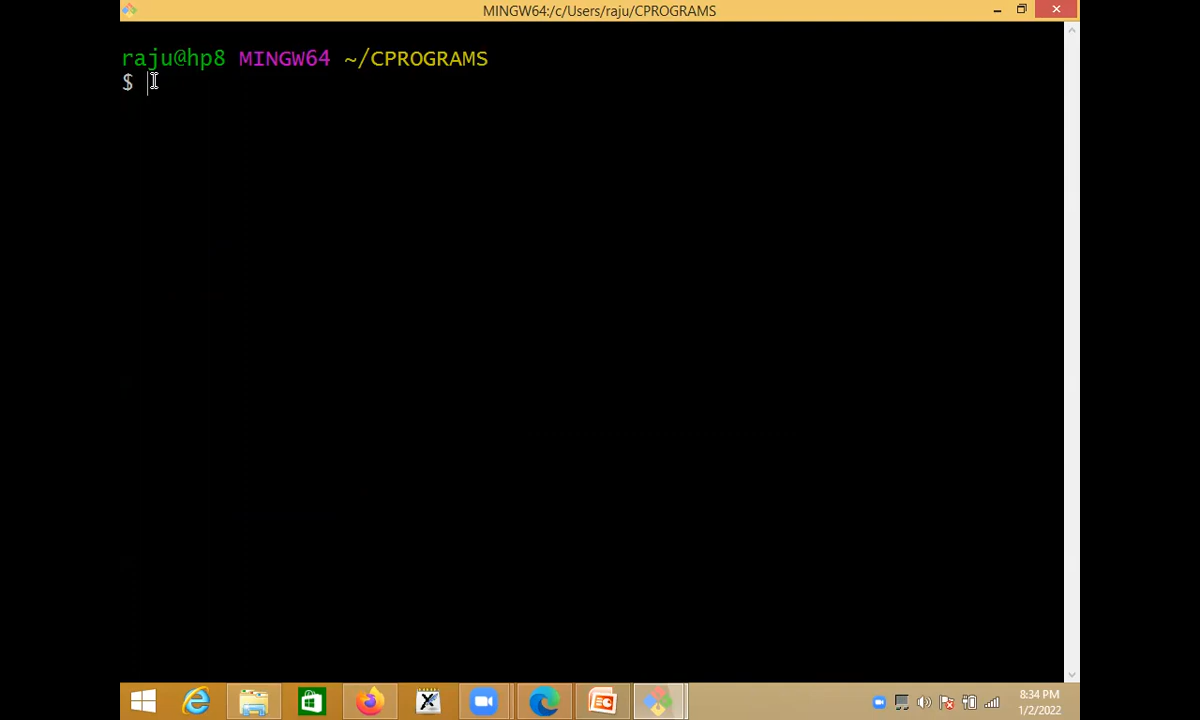 MINGW64:/c/Users/raju/CPROGRAMS
raju@hp8 MINGW64 ~/CPROGRAMS
$
8:34 PM
1/2/2022